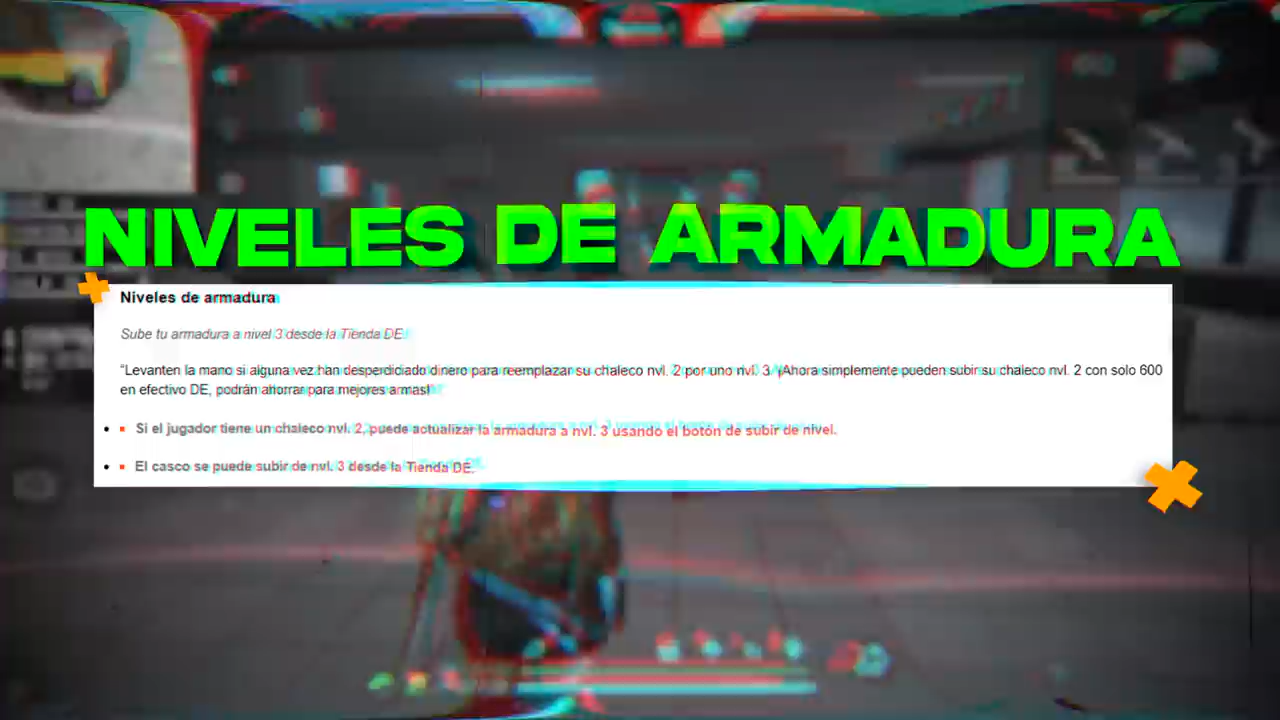 NIVELES DE ARMADURA
Niveles de armadura
Sube tu armadura a nivel 3 desde la Tienda DE.
"Levanten la mano si alguna vez han desperdiciado dinero para reemplazar su chaleco nvl. 2 por uno nvl. 3. ¡Ahora simplemente pueden subir su chaleco nvl. 2 con solo 600
en efectivo DE, podrán ahorrar para mejores armas!"
Si el jugador tiene un chaleco nvl. 2, puede actualizar la armadura a nvl. 3 usando el botón de subir de nivel.
El casco se puede subir de nvl. 3 desde la Tienda DE.